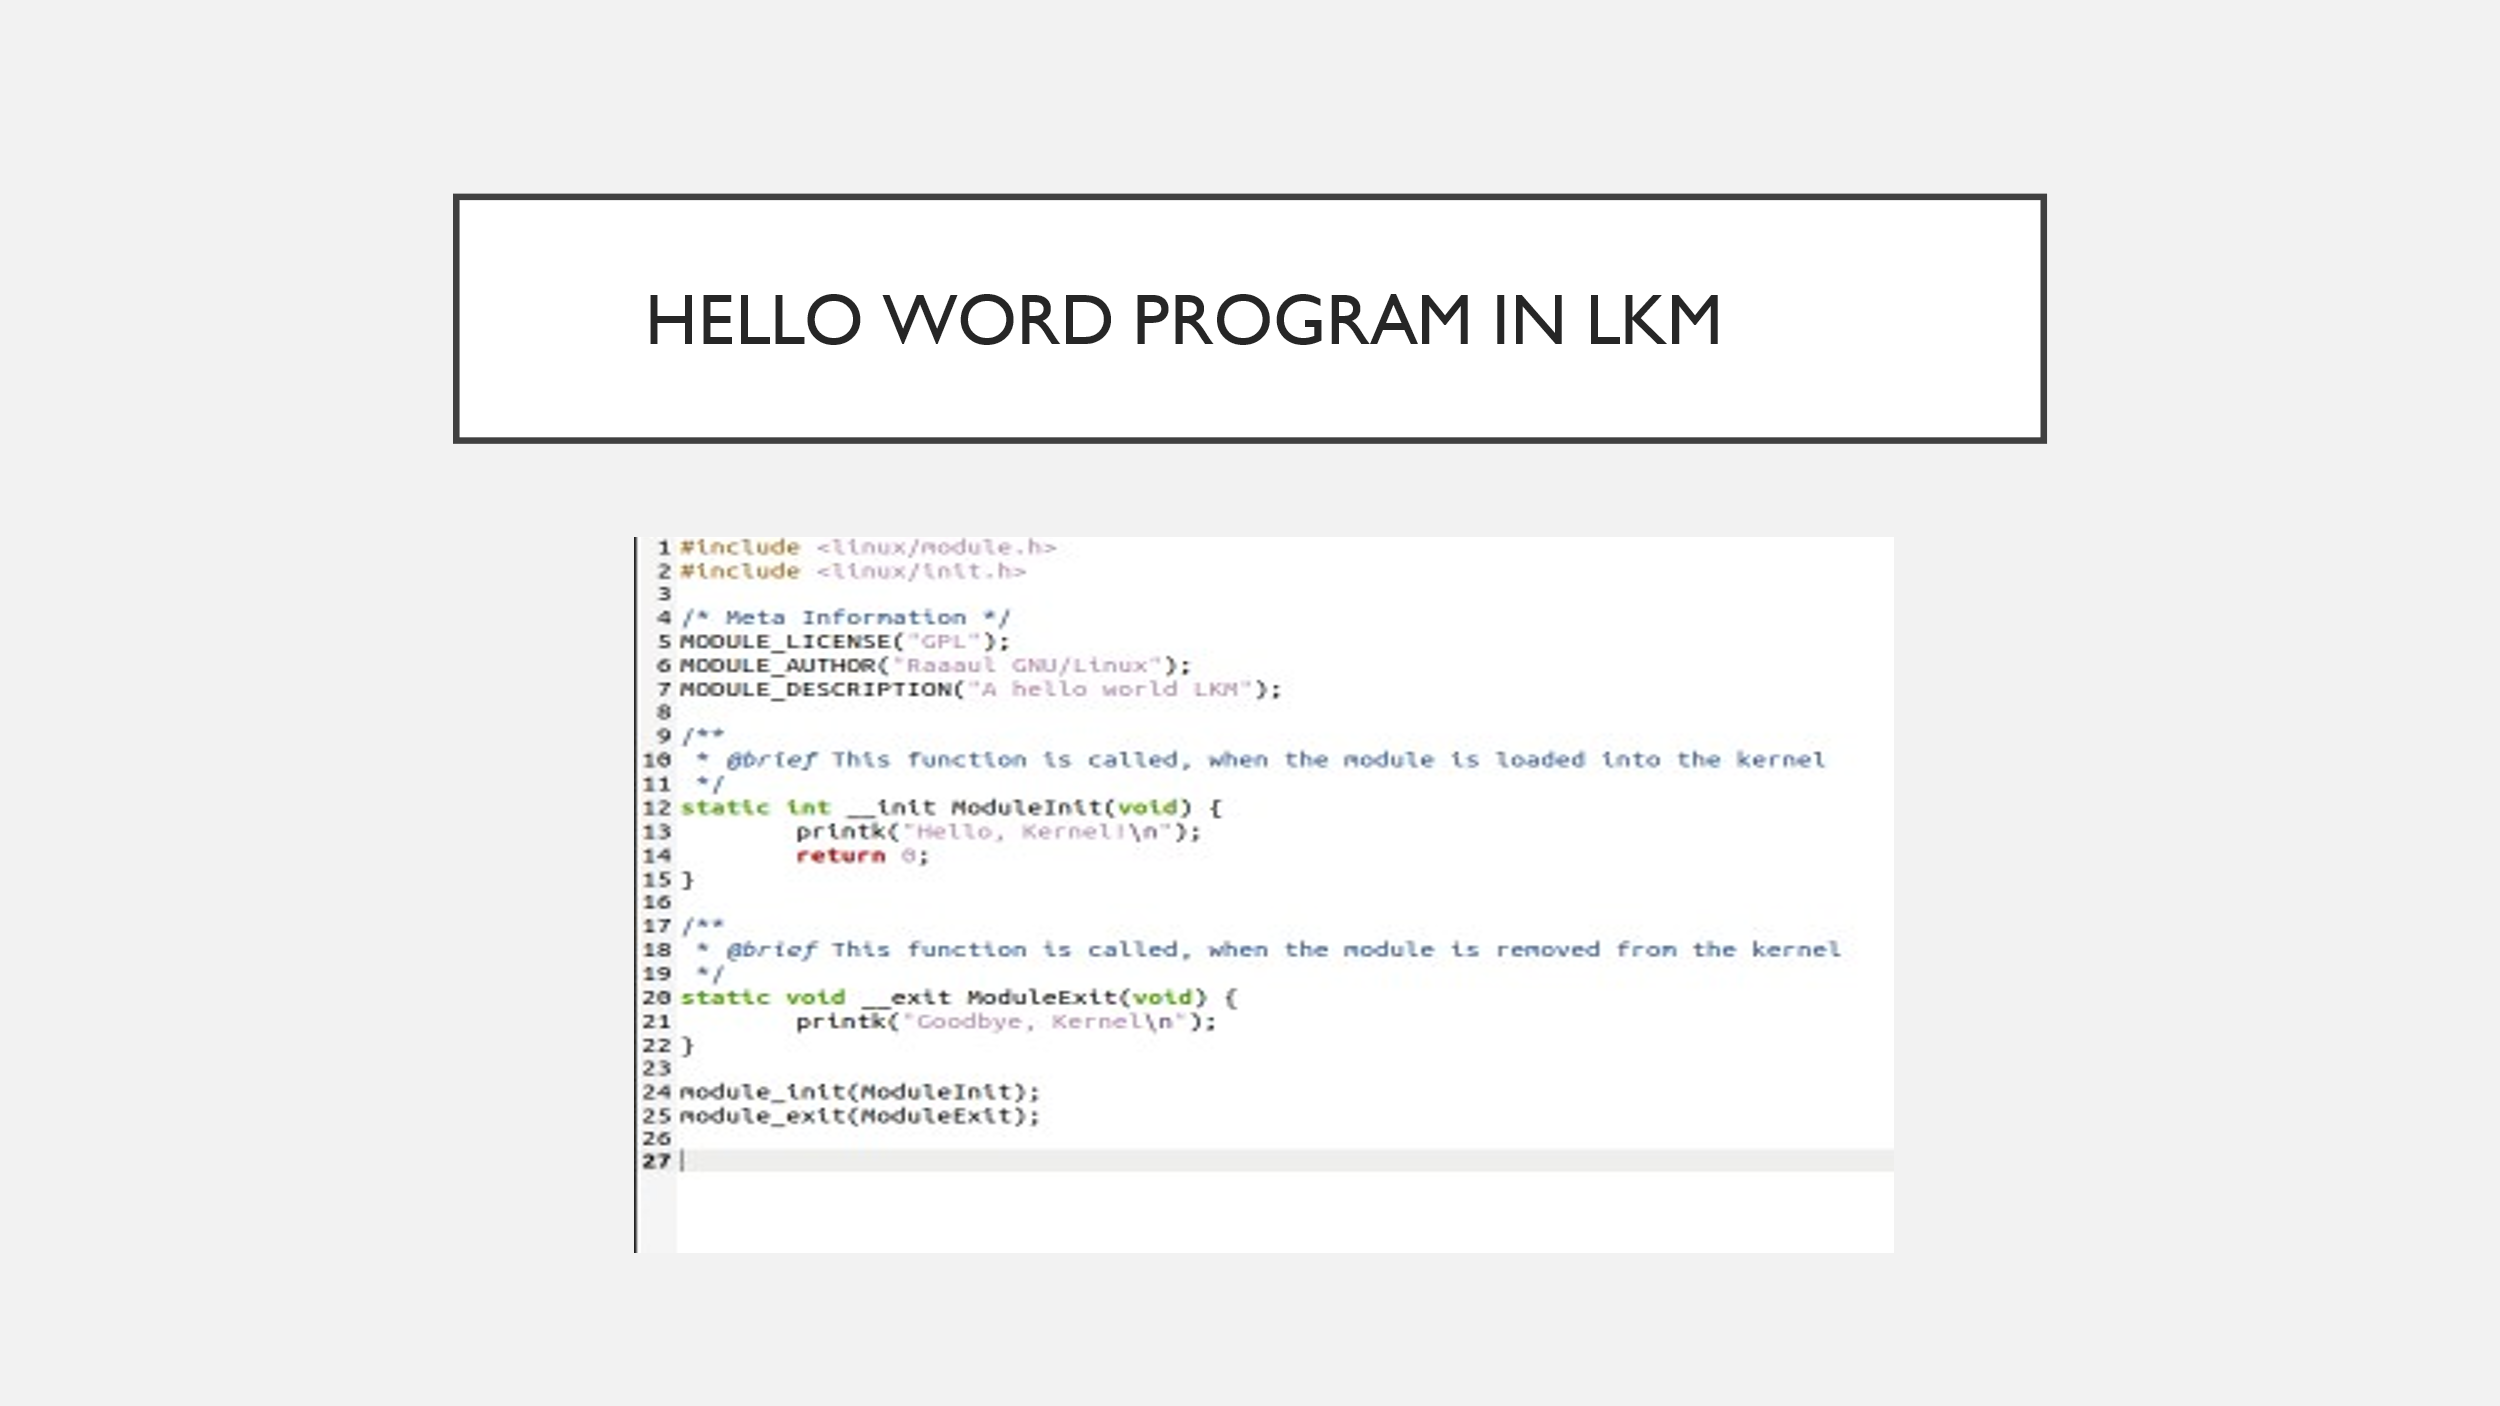 HELLO WORD PROGRAM IN LKM
1 #include <linux/module.h>
2 #include <linux/init.h>
3
4 /* Meta Information */
5 MODULE_LICENSE("GPL");
6 MODULE_AUTHOR("Raaaul GNU/Linux");
7 MODULE_DESCRIPTION("A hello world LKM");
8
9 /**
10  * @brief This function is called, when the module is loaded into the kernel
11  */
12 static int __init ModuleInit(void) {
13         printk("Hello, Kernel!\n");
14         return 0;
15 }
16
17 /**
18  * @brief This function is called, when the module is removed from the kernel
19  */
20 static void __exit ModuleExit(void) {
21         printk("Goodbye, Kernel\n");
22 }
23
24 module_init(ModuleInit);
25 module_exit(ModuleExit);
26
27